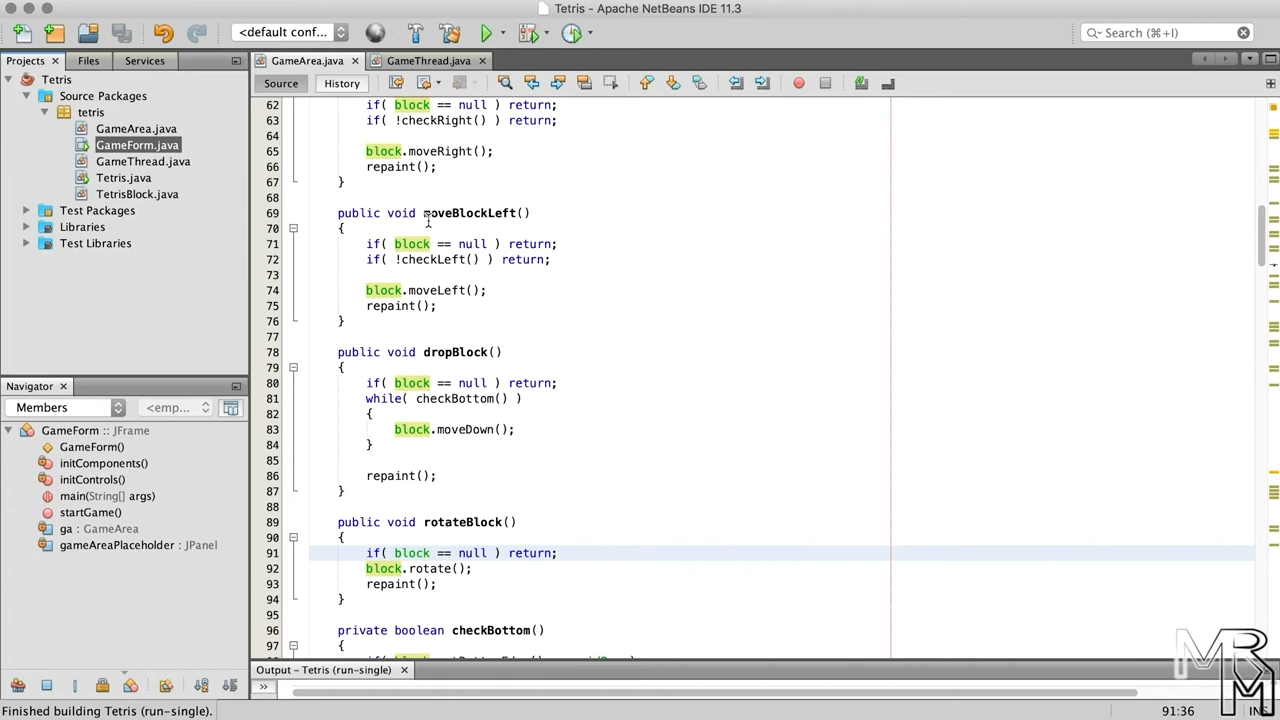 Tetris - Apache NetBeans IDE 11.3
<default conf...
Search (⌘+I)
Projects
Files
Services
GameArea.java
GameThread.java
Tetris
Source Packages
tetris
GameArea.java
GameForm.java
GameThread.java
Tetris.java
TetrisBlock.java
Test Packages
Libraries
Test Libraries
Navigator
Members
<emp...
GameForm :: JFrame
GameForm()
initComponents()
initControls()
main(String[] args)
startGame()
ga : GameArea
gameAreaPlaceholder : JPanel
Source
History
62 if( block == null ) return;
63 if( !checkRight() ) return;
64
65 block.moveRight();
66 repaint();
67 }
68
69 public void moveBlockLeft()
70 {
71 if( block == null ) return;
72 if( !checkLeft() ) return;
73
74 block.moveLeft();
75 repaint();
76 }
77
78 public void dropBlock()
79 {
80 if( block == null ) return;
81 while( checkBottom() )
82 {
83 block.moveDown();
84 }
85
86 repaint();
87 }
88
89 public void rotateBlock()
90 {
91 if( block == null ) return;
92 block.rotate();
93 repaint();
94 }
95
96 private boolean checkBottom()
97 {
Output - Tetris (run-single)
Finished building Tetris (run-single).
91:36